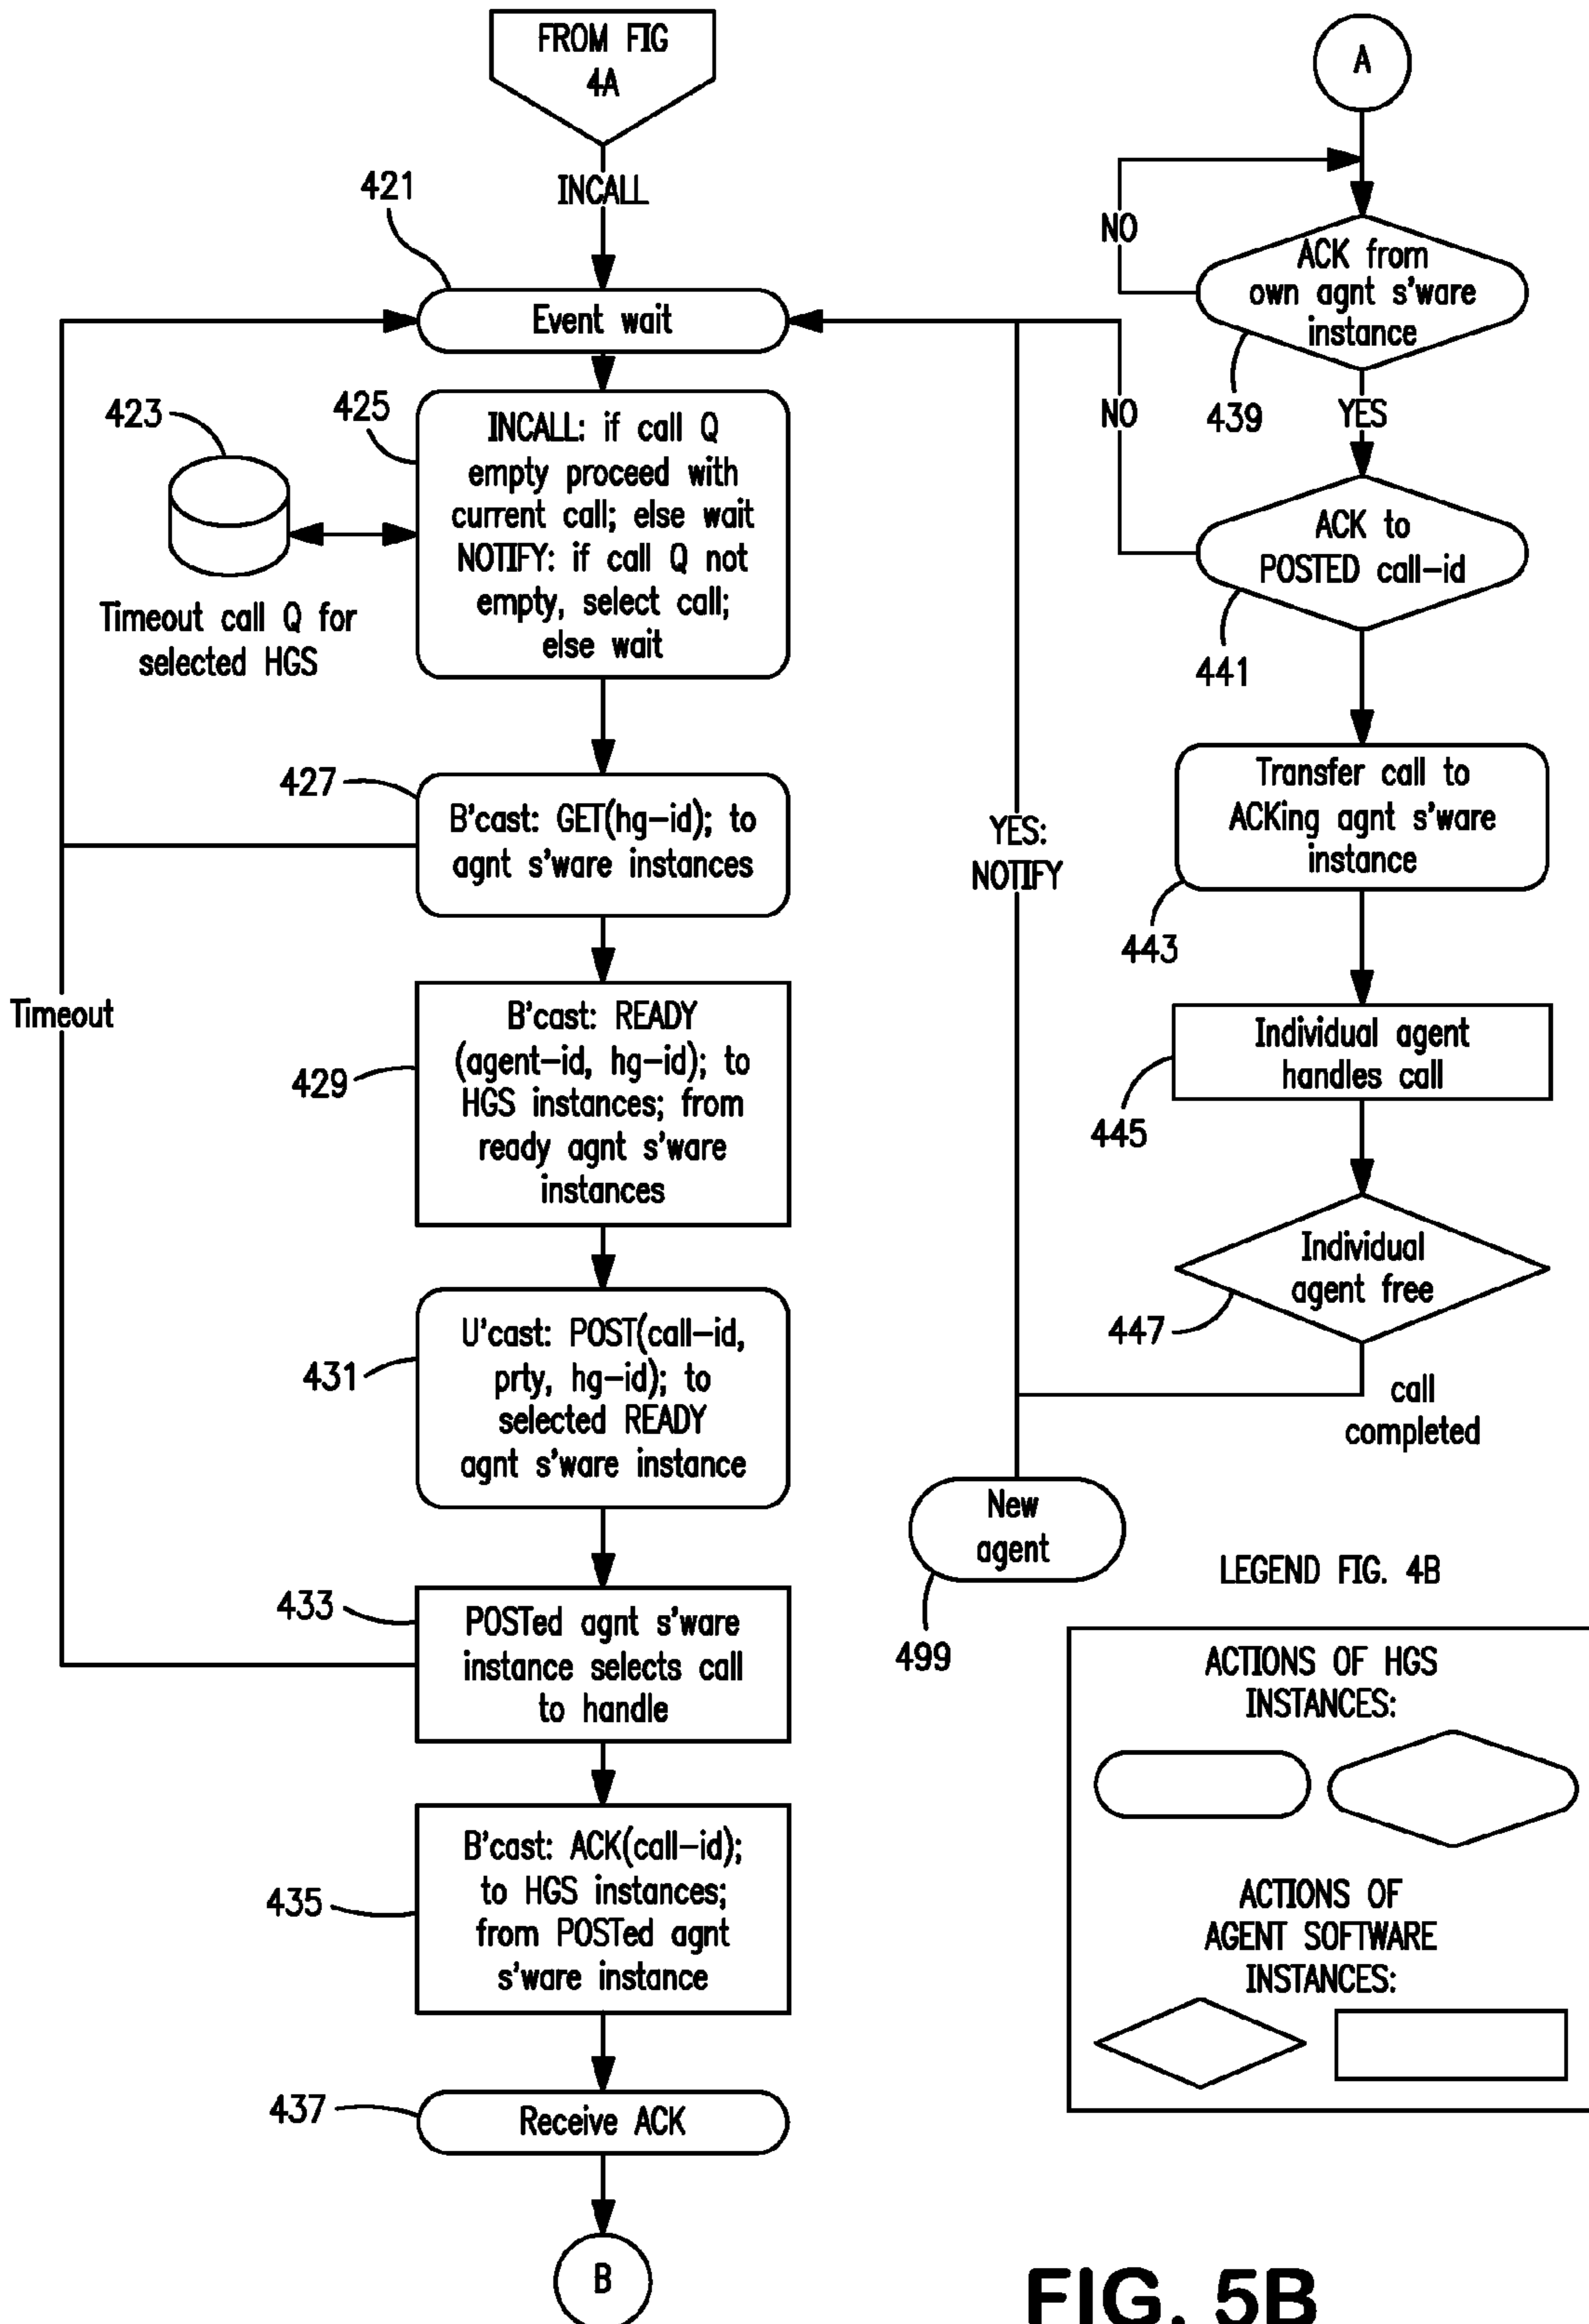 FROM FIG
4A
INCALL
421
Event wait
423
425
INCALL: if call Q
empty proceed with
current call; else wait
NOTIFY: if call Q not
empty, select call;
else wait
Timeout call Q for
selected HGS
427
B'cast: GET(hg-id); to
agnt s'ware instances
Timeout
429
B'cast: READY
(agent-id, hg-id); to
HGS instances; from
ready agnt s'ware
instances
431
U'cast: POST(call-id,
prty, hg-id); to
selected READY
agnt s'ware instance
433
POSTed agnt s'ware
instance selects call
to handle
435
B'cast: ACK(call-id);
to HGS instances;
from POSTed agnt
s'ware instance
437
Receive ACK
B
A
NO
ACK from
own agnt s'ware
instance
439
YES
NO
ACK to
POSTED call-id
441
Transfer call to
ACKing agnt s'ware
instance
443
YES:
NOTIFY
Individual agent
handles call
445
Individual
agent free
447
call
completed
New
agent
499
LEGEND FIG. 4B
ACTIONS OF HGS
INSTANCES:
ACTIONS OF
AGENT SOFTWARE
INSTANCES:
FIG. 5B